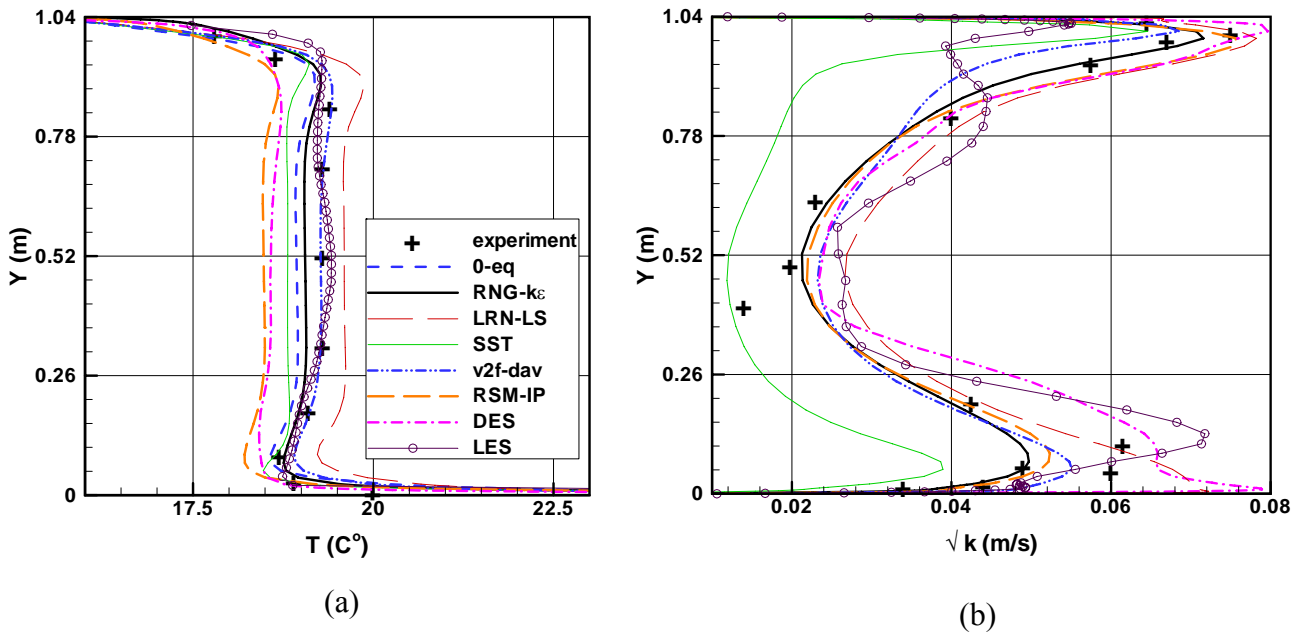 1.04
0.78
0.52
0.26
0
Y (m)
17.5
20
22.5
T (C°)
experiment
0-eq
RNG-kε
LRN-LS
SST
v2f-dav
RSM-IP
DES
LES
(a)
1.04
0.78
0.52
0.26
0
Y (m)
0.02
0.04
0.06
0.08
√ k (m/s)
(b)